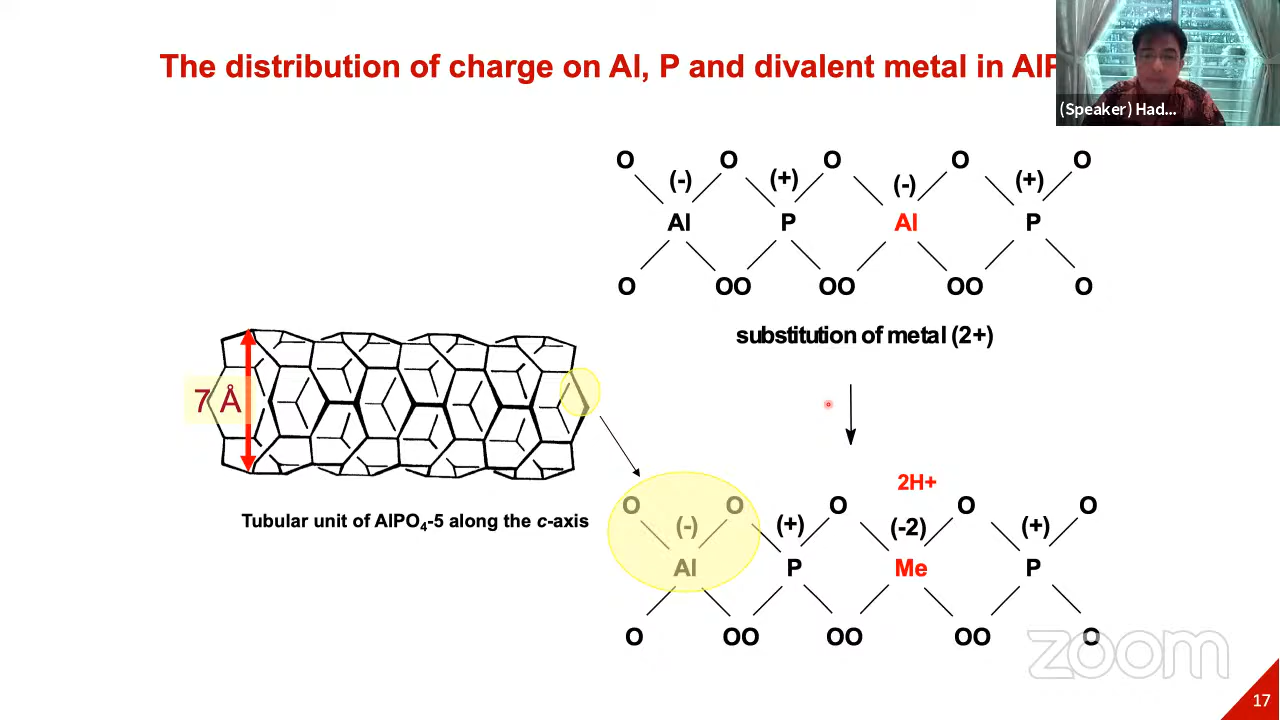 The distribution of charge on Al, P and divalent metal in AlP
(Speaker) Had...
O O O O O
(-) (+) (-) (+)
Al P Al P
O OO OO OO O
substitution of metal (2+)
7 Å
2H+
O O O O O
(-) (+) (-2) (+)
Al P Me P
O OO OO OO O
Tubular unit of AlPO₄-5 along the c-axis
zoom
17